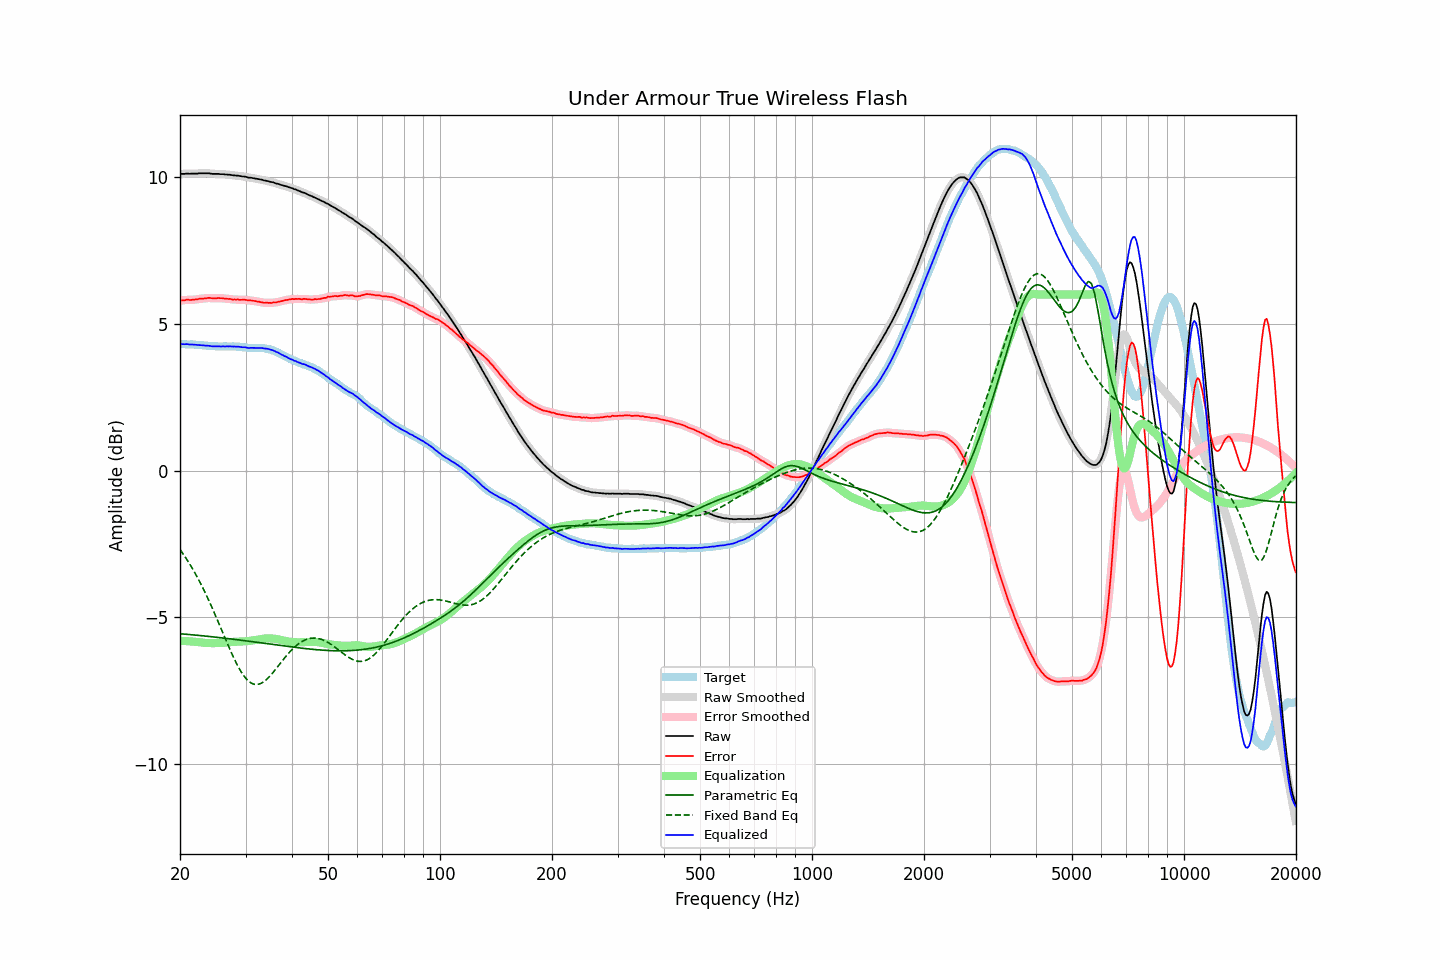 Under Armour True Wireless Flash
10
5
0
−5
−10
Amplitude (dBr)
Target
Raw Smoothed
Error Smoothed
Raw
Error
Equalization
Parametric Eq
Fixed Band Eq
Equalized
20
50
100
200
500
1000
2000
5000
10000
20000
Frequency (Hz)